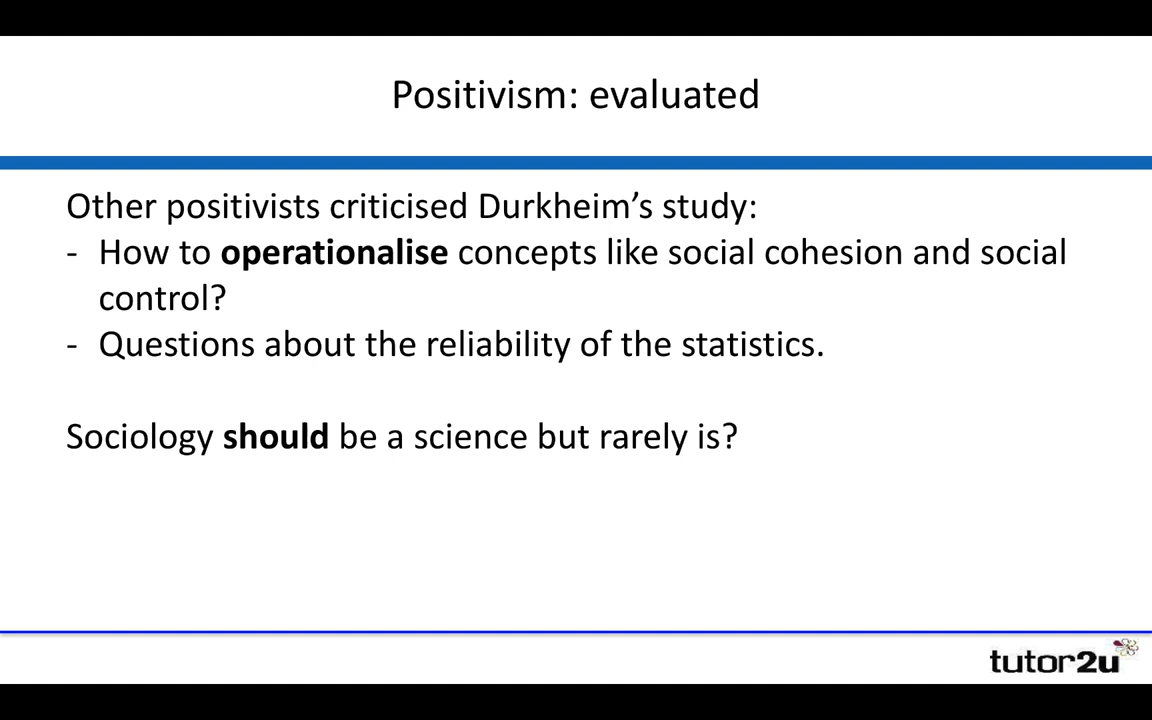 Positivism: evaluated
Other positivists criticised Durkheim’s study:
- How to operationalise concepts like social cohesion and social
control?
- Questions about the reliability of the statistics.
Sociology should be a science but rarely is?
tutor2u